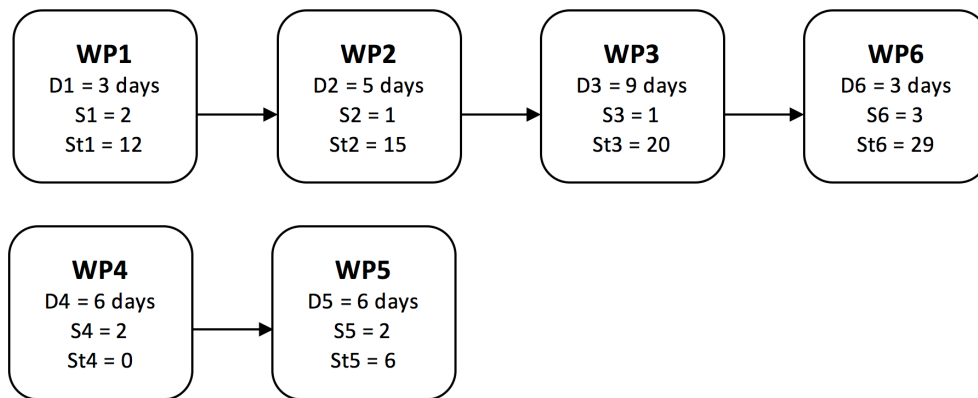 WP1
D1 = 3 days
S1 = 2
St1 = 12
WP2
D2 = 5 days
S2 = 1
St2 = 15
WP3
D3 = 9 days
S3 = 1
St3 = 20
WP6
D6 = 3 days
S6 = 3
St6 = 29
WP4
D4 = 6 days
S4 = 2
St4 = 0
WP5
D5 = 6 days
S5 = 2
St5 = 6